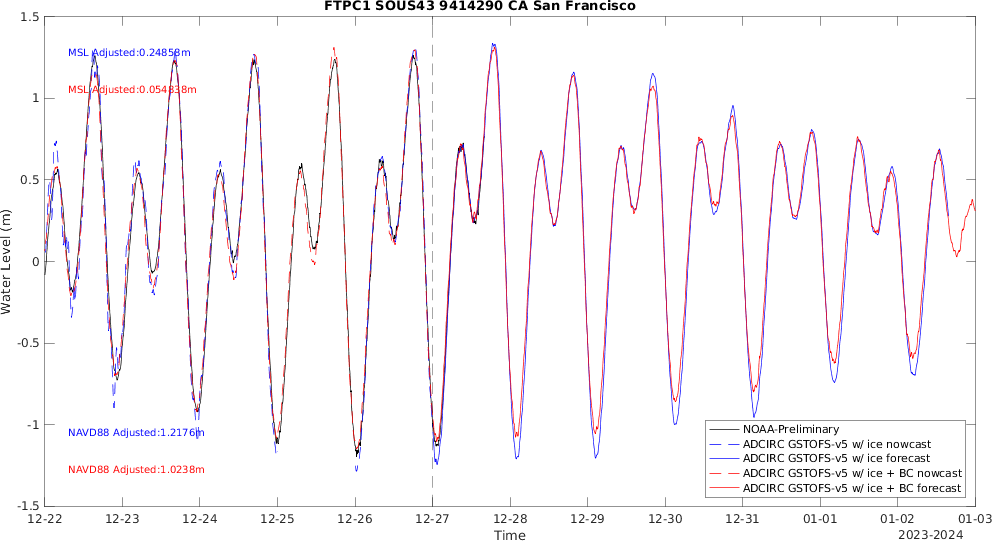 FTPC1 SOUS43 9414290 CA San Francisco
1.5
1
0.5
0
-0.5
-1
-1.5
Water Level (m)
MSL Adjusted:0.24853m
MSL Adjusted:0.054838m
NAVD88 Adjusted:1.2176m
NAVD88 Adjusted:1.0238m
NOAA-Preliminary
ADCIRC GSTOFS-v5 w/ ice nowcast
ADCIRC GSTOFS-v5 w/ ice forecast
ADCIRC GSTOFS-v5 w/ ice + BC nowcast
ADCIRC GSTOFS-v5 w/ ice + BC forecast
12-22 12-23 12-24 12-25 12-26 12-27 12-28 12-29 12-30 12-31 01-01 01-02 01-03
Time
2023-2024